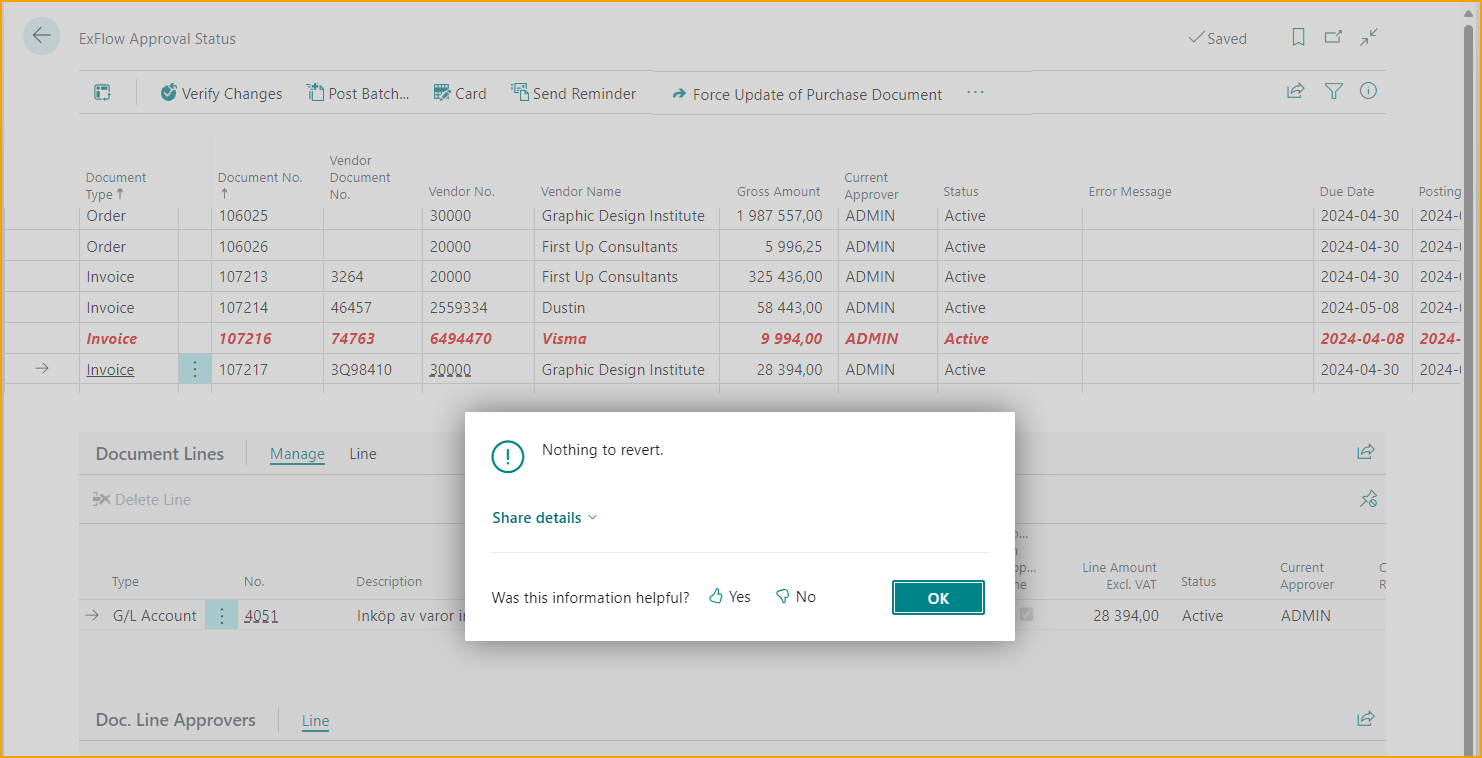 ExFlow Approval Status
Saved
Verify Changes Post Batch... Card Send Reminder Force Update of Purchase Document ...
Document Type ↑ Document No. ↑ Vendor Document No. Vendor No. Vendor Name Gross Amount Current Approver Status Error Message Due Date Posting
Order 106025 30000 Graphic Design Institute 1 987 557,00 ADMIN Active 2024-04-30 2024-
Order 106026 20000 First Up Consultants 5 996,25 ADMIN Active 2024-04-30 2024-
Invoice 107213 3264 20000 First Up Consultants 325 436,00 ADMIN Active 2024-04-30 2024-
Invoice 107214 46457 2559334 Dustin 58 443,00 ADMIN Active 2024-05-08 2024-
Invoice 107216 74763 6494470 Visma 9 994,00 ADMIN Active 2024-04-08 2024-
Invoice 107217 3Q98410 30000 Graphic Design Institute 28 394,00 ADMIN Active 2024-04-30 2024-
Nothing to revert.
Share details
Was this information helpful? Yes No
OK
Document Lines Manage Line
Delete Line
Type No. Description Line Amount Excl. VAT Status Current Approver
G/L Account 4051 Inköp av varor 28 394,00 Active ADMIN
Doc. Line Approvers Line